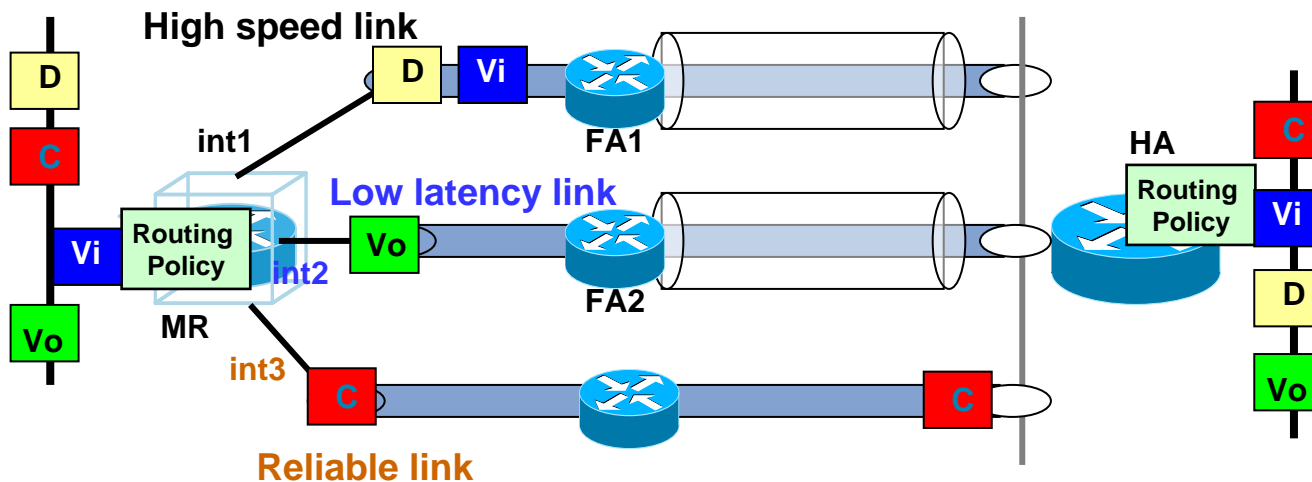 High speed link
D
C
Vi
Vo
Routing
Policy
MR
int1
int2
int3
D
Vi
FA1
Low latency link
Vo
FA2
C
C
Reliable link
HA
Routing
Policy
C
Vi
D
Vo